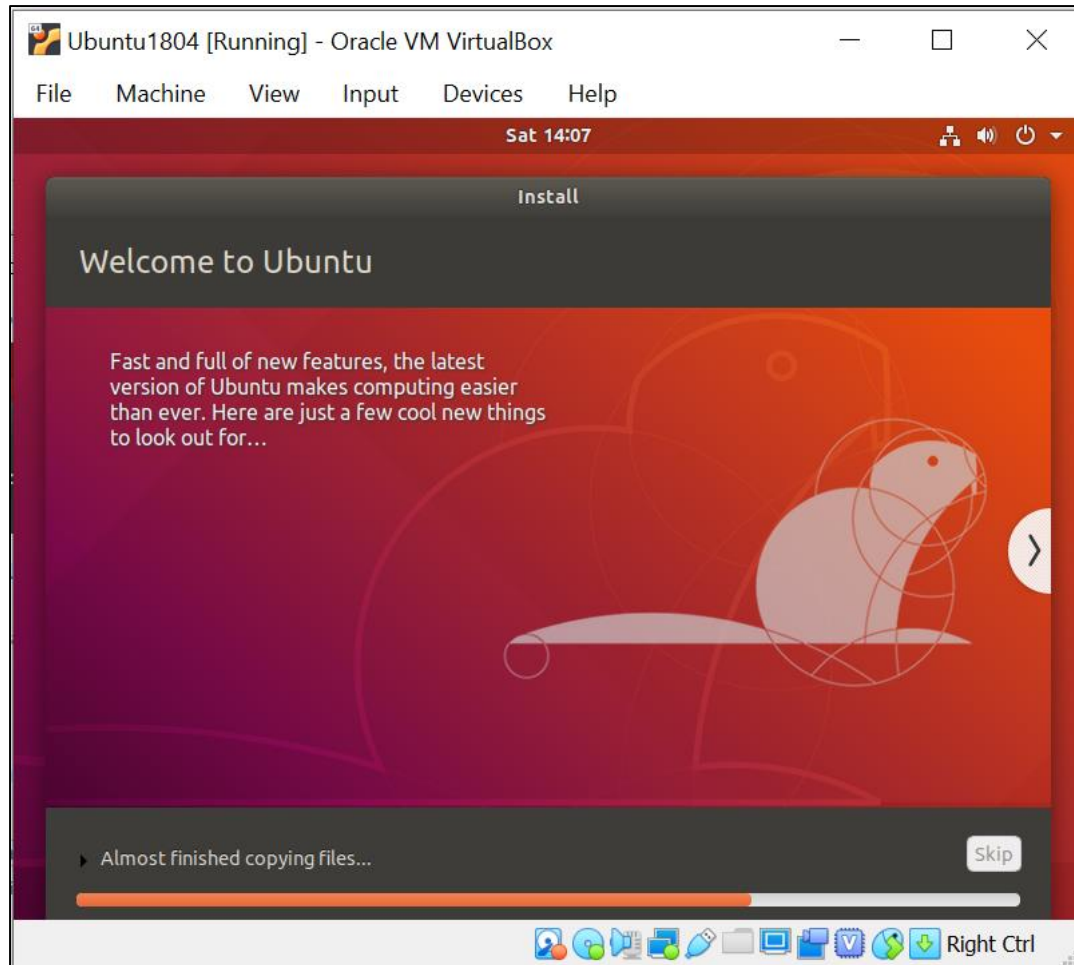 Ubuntu1804 [Running] - Oracle VM VirtualBox
File Machine View Input Devices Help
Sat 14:07
Install
Welcome to Ubuntu
Fast and full of new features, the latest
version of Ubuntu makes computing easier
than ever. Here are just a few cool new things
to look out for…
Almost finished copying files...
Skip
Right Ctrl